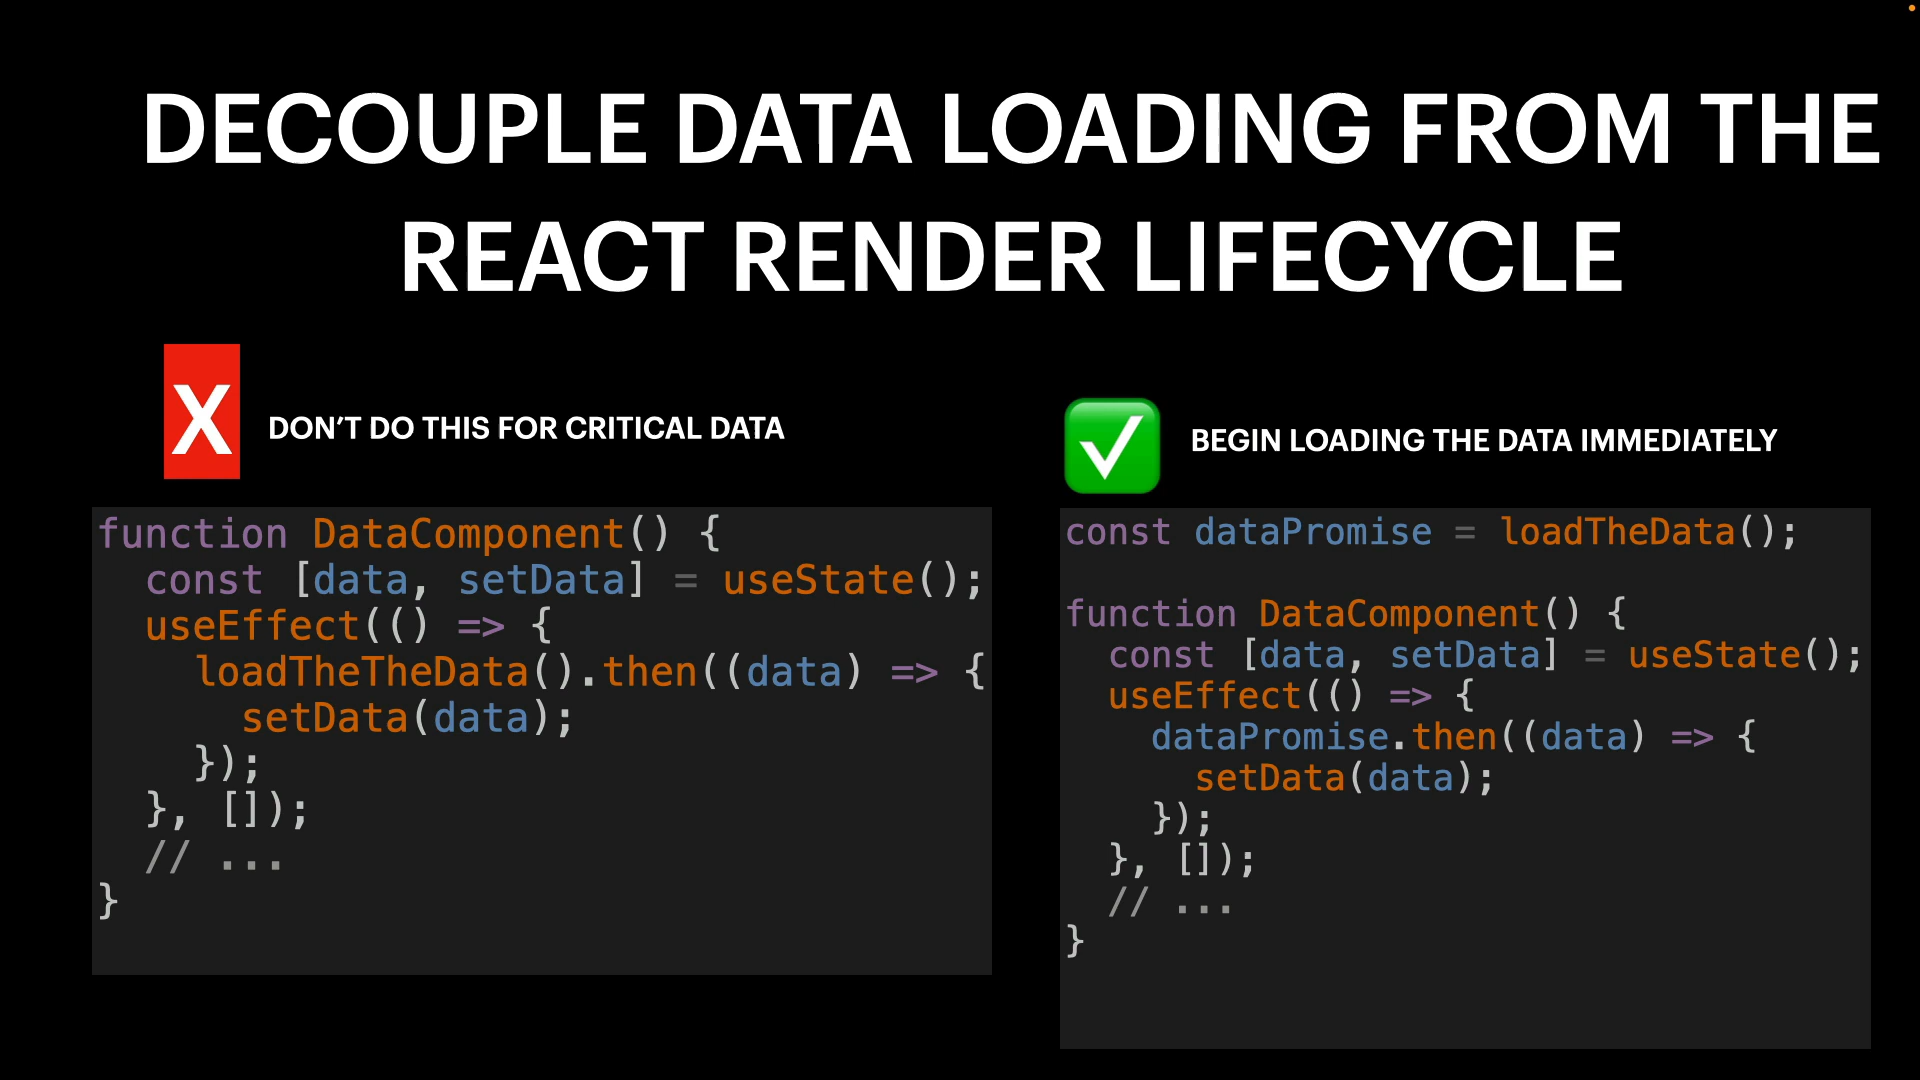 DECOUPLE DATA LOADING FROM THE
REACT RENDER LIFECYCLE
X
DON'T DO THIS FOR CRITICAL DATA
function DataComponent() {
  const [data, setData] = useState();
  useEffect(() => {
    loadTheTheData().then((data) => {
      setData(data);
    });
  }, []);
  // ...
}
BEGIN LOADING THE DATA IMMEDIATELY
const dataPromise = loadTheData();

function DataComponent() {
  const [data, setData] = useState();
  useEffect(() => {
    dataPromise.then((data) => {
      setData(data);
    });
  }, []);
  // ...
}